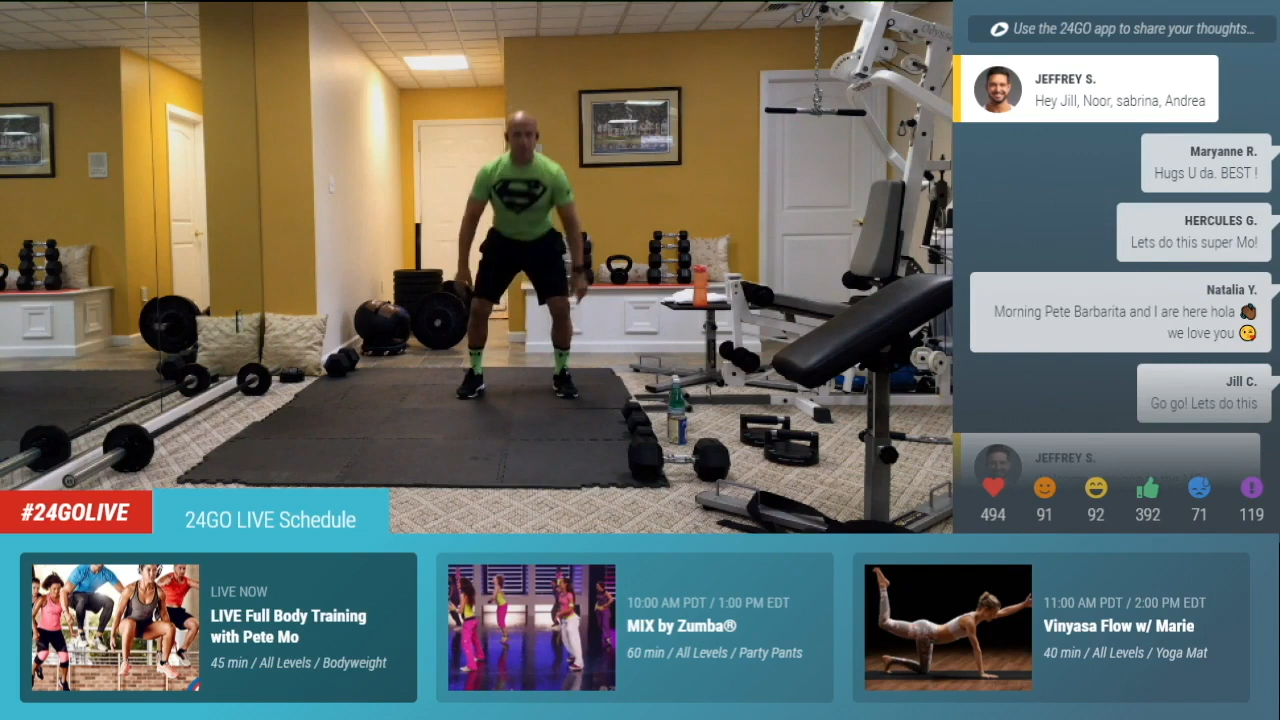 Use the 24GO app to share your thoughts...
JEFFREY S.
Hey Jill, Noor, sabrina, Andrea
Maryanne R.
Hugs U da. BEST !
HERCULES G.
Lets do this super Mo!
Natalia Y.
Morning Pete Barbarita and I are here hola
we love you
Jill C.
Go go! Lets do this
JEFFREY S.
494 91 92 392 71 119
#24GOLIVE
24GO LIVE Schedule
LIVE NOW
LIVE Full Body Training
with Pete Mo
45 min / All Levels / Bodyweight
10:00 AM PDT / 1:00 PM EDT
MIX by Zumba®
60 min / All Levels / Party Pants
11:00 AM PDT / 2:00 PM EDT
Vinyasa Flow w/ Marie
40 min / All Levels / Yoga Mat